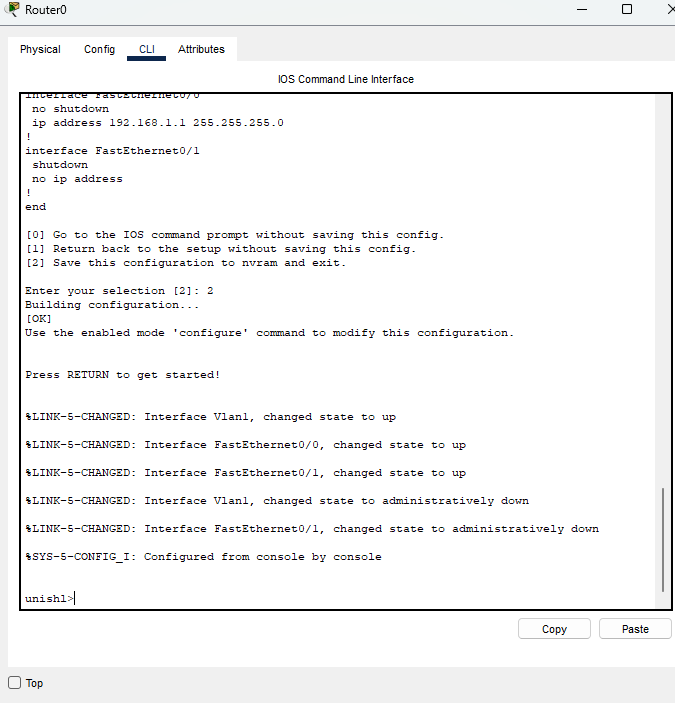 Router0
Physical Config CLI Attributes
IOS Command Line Interface
interface FastEthernet0/0
no shutdown
ip address 192.168.1.1 255.255.255.0
!
interface FastEthernet0/1
shutdown
no ip address
!
end
[0] Go to the IOS command prompt without saving this config.
[1] Return back to the setup without saving this config.
[2] Save this configuration to nvram and exit.
Enter your selection [2]: 2
Building configuration...
[OK]
Use the enabled mode 'configure' command to modify this configuration.
Press RETURN to get started!
%LINK-5-CHANGED: Interface Vlan1, changed state to up
%LINK-5-CHANGED: Interface FastEthernet0/0, changed state to up
%LINK-5-CHANGED: Interface FastEthernet0/1, changed state to up
%LINK-5-CHANGED: Interface Vlan1, changed state to administratively down
%LINK-5-CHANGED: Interface FastEthernet0/1, changed state to administratively down
%SYS-5-CONFIG_I: Configured from console by console
unish1>
Copy Paste
Top